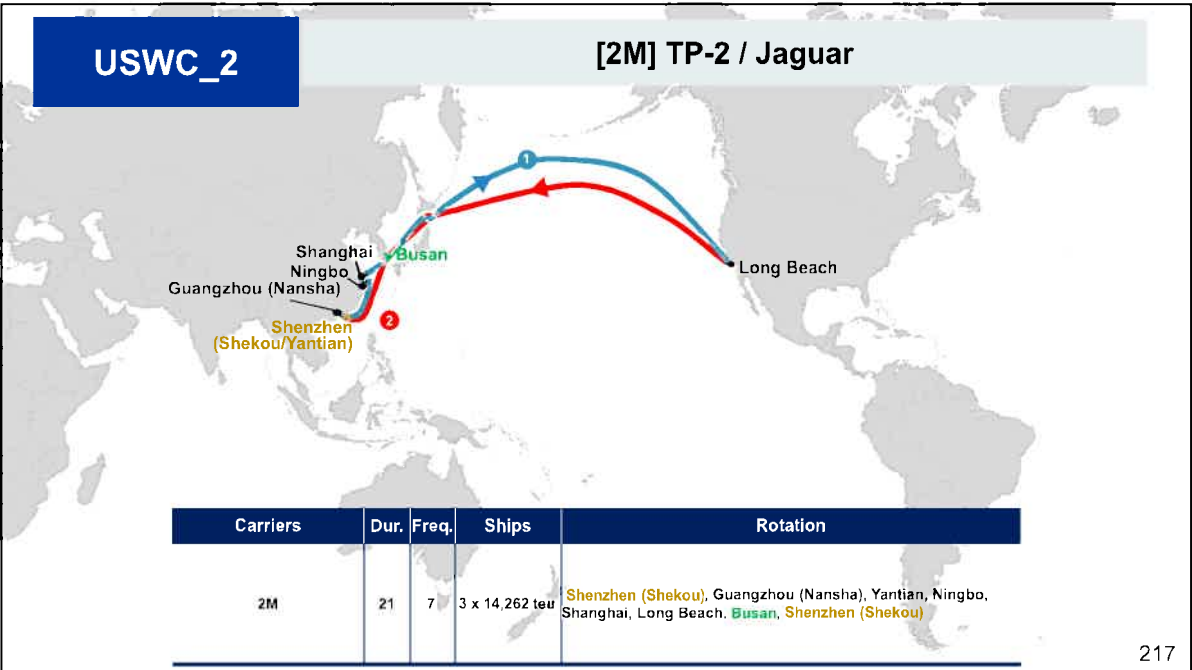 USWC_2
[2M] TP-2 / Jaguar
1
Shanghai
Busan
Ningbo
Long Beach
Guangzhou (Nansha)
2
Shenzhen
(Shekou/Yantian)
Carriers Dur. Freq. Ships Rotation
2M 21 7 3 x 14,262 teu Shenzhen (Shekou), Guangzhou (Nansha), Yantian, Ningbo,
Shanghai, Long Beach. Busan, Shenzhen (Shekou)
217